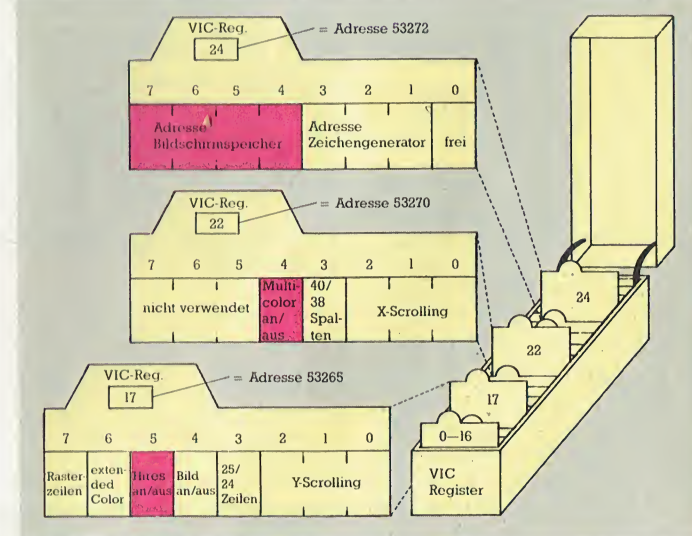 VIC-Reg.
24
= Adresse 53272
7 6 5 4 3 2 1 0
Adresse
Bildschirmspeicher
Adresse
Zeichengenerator
frei
VIC-Reg.
22
= Adresse 53270
7 6 5 4 3 2 1 0
nicht verwendet
Multi-
color
an/
aus
40/
38
Spal-
ten
X-Scrolling
VIC-Reg.
17
= Adresse 53265
7 6 5 4 3 2 1 0
Raster-
zeilen
exten-
ded
Color
Hires
an/aus
Bild
an/aus
25/
24
Zeilen
Y-Scrolling
24
22
17
0—16
VIC
Register